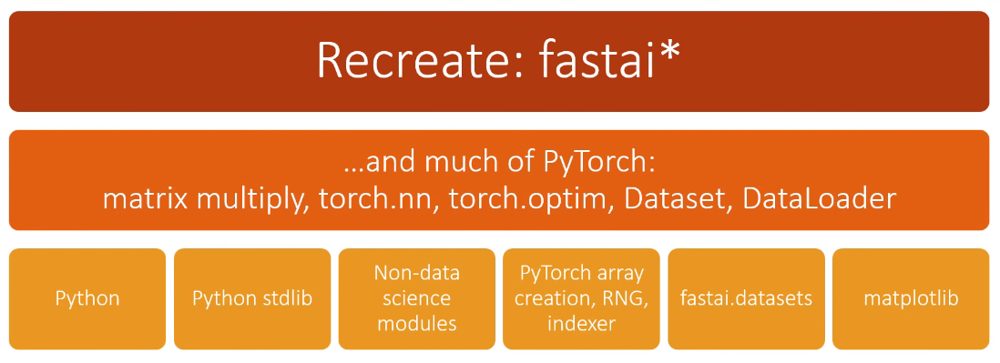 Recreate: fastai*
...and much of PyTorch:
matrix multiply, torch.nn, torch.optim, Dataset, DataLoader
Python
Python stdlib
Non-data
science
modules
PyTorch array
creation, RNG,
indexer
fastai.datasets
matplotlib